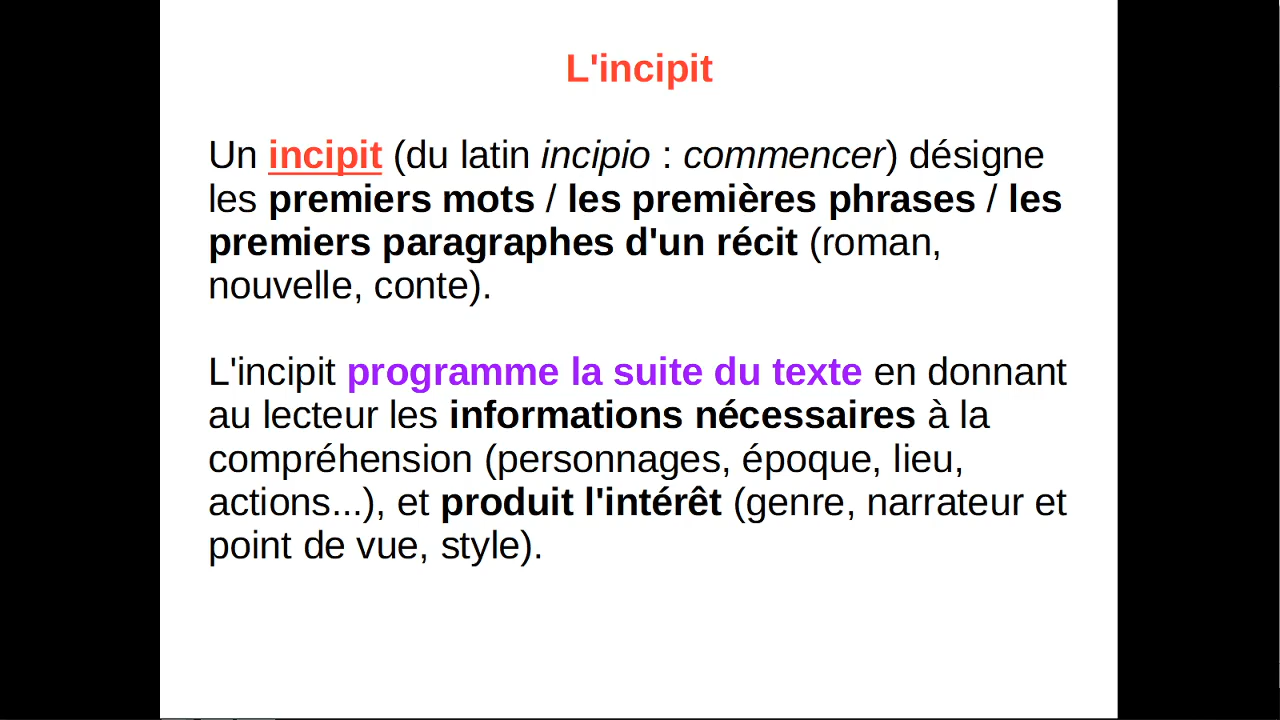 L'incipit
Un incipit (du latin incipio : commencer) désigne
les premiers mots / les premières phrases / les
premiers paragraphes d'un récit (roman,
nouvelle, conte).
L'incipit programme la suite du texte en donnant
au lecteur les informations nécessaires à la
compréhension (personnages, époque, lieu,
actions...), et produit l'intérêt (genre, narrateur et
point de vue, style).